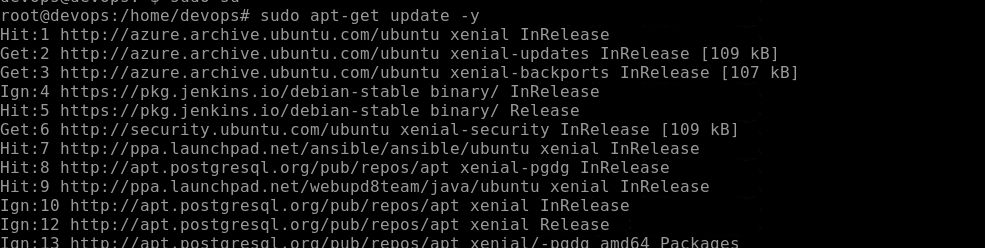 root@devops:/home/devops# sudo apt-get update -y
Hit:1 http://azure.archive.ubuntu.com/ubuntu xenial InRelease
Get:2 http://azure.archive.ubuntu.com/ubuntu xenial-updates InRelease [109 kB]
Get:3 http://azure.archive.ubuntu.com/ubuntu xenial-backports InRelease [107 kB]
Ign:4 https://pkg.jenkins.io/debian-stable binary/ InRelease
Hit:5 https://pkg.jenkins.io/debian-stable binary/ Release
Get:6 http://security.ubuntu.com/ubuntu xenial-security InRelease [109 kB]
Hit:7 http://ppa.launchpad.net/ansible/ansible/ubuntu xenial InRelease
Hit:8 http://apt.postgresql.org/pub/repos/apt xenial-pgdg InRelease
Hit:9 http://ppa.launchpad.net/webupd8team/java/ubuntu xenial InRelease
Ign:10 http://apt.postgresql.org/pub/repos/apt xenial InRelease
Ign:12 http://apt.postgresql.org/pub/repos/apt xenial Release
Ign:13 http://apt.postgresql.org/pub/repos/apt xenial/-pgdg amd64 Packages